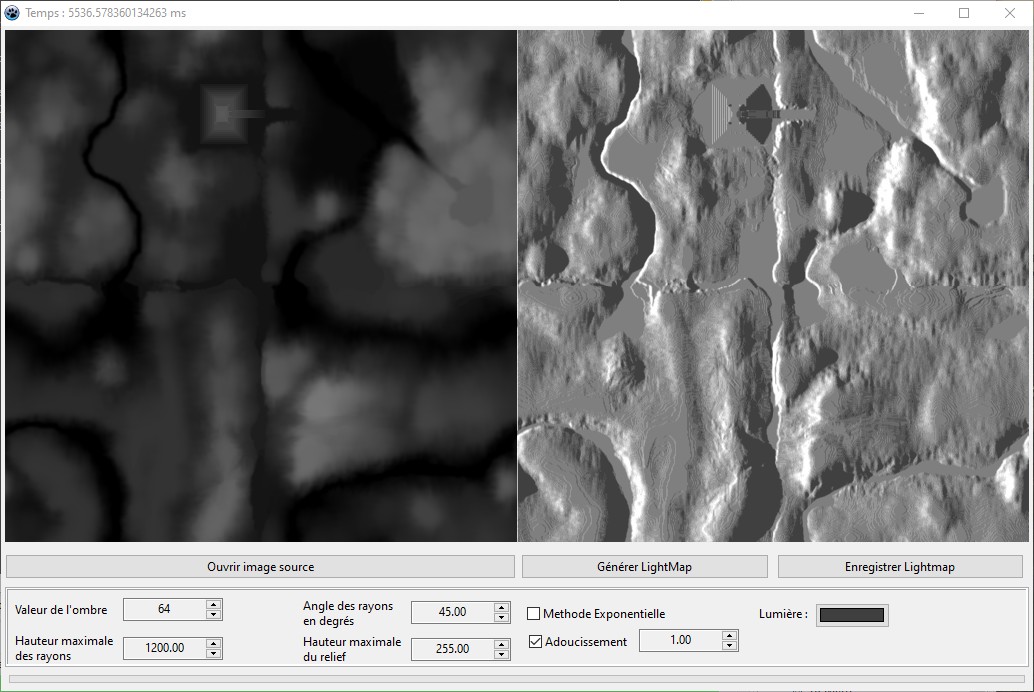 Temps : 5536.578360134263 ms
Ouvrir image source
Générer LightMap
Enregistrer Lightmap
Valeur de l'ombre
64
Angle des rayons
en degrés
45.00
Methode Exponentielle
Lumière :
Hauteur maximale
des rayons
1200.00
Hauteur maximale
du relief
255.00
Adoucissement
1.00